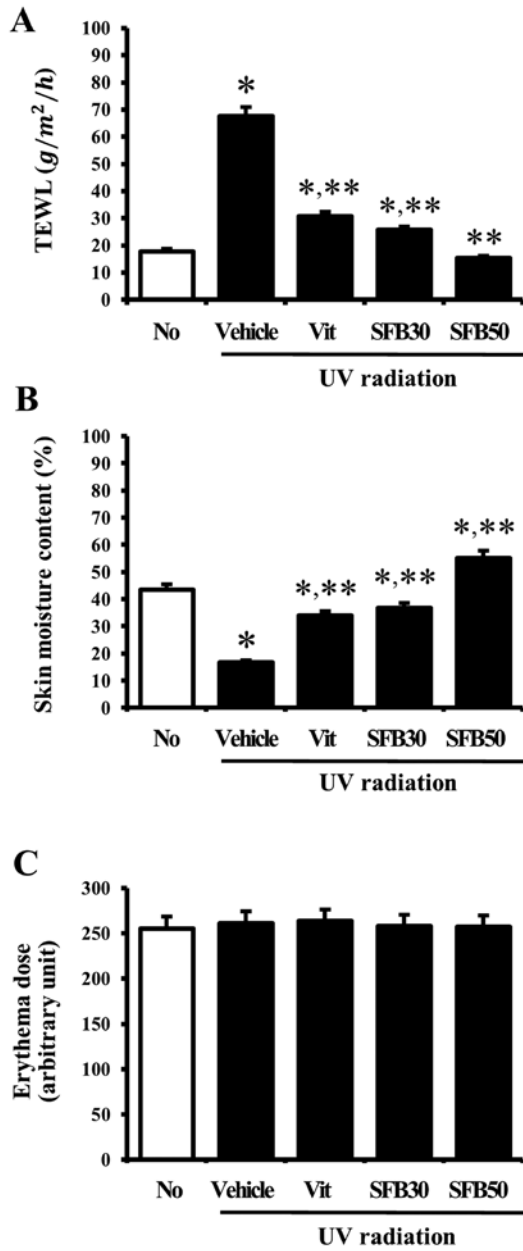 A
TEWL (g/m²/h)
100
90
80
70
60
50
40
30
20
10
0
*
*,**
*,**
**
No Vehicle Vit SFB30 SFB50
UV radiation
B
Skin moisture content (%)
100
90
80
70
60
50
40
30
20
10
0
*
*,**
*,**
*,**
No Vehicle Vit SFB30 SFB50
UV radiation
C
Erythema dose
(arbitrary unit)
300
250
200
150
100
50
0
No Vehicle Vit SFB30 SFB50
UV radiation